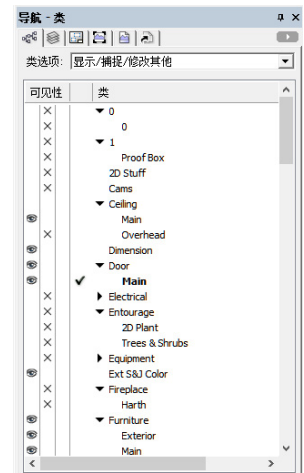 导航 - 类
类选项: 显示/捕捉/修改其他
可见性 类
0
0
1
Proof Box
2D Stuff
Cams
Ceiling
Main
Overhead
Dimension
Door
Main
Electrical
Entourage
2D Plant
Trees & Shrubs
Equipment
Ext S&J Color
Fireplace
Harth
Furniture
Exterior
Main